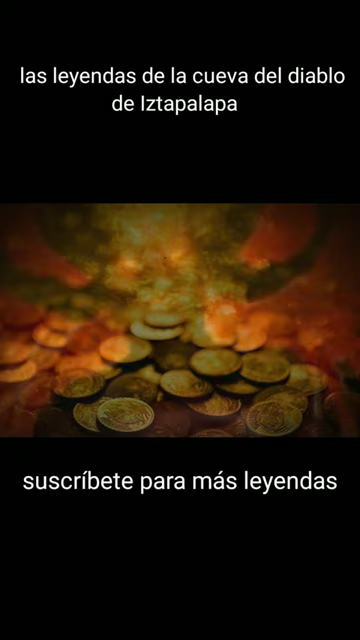 las leyendas de la cueva del diablo
de Iztapalapa
suscríbete para más leyendas